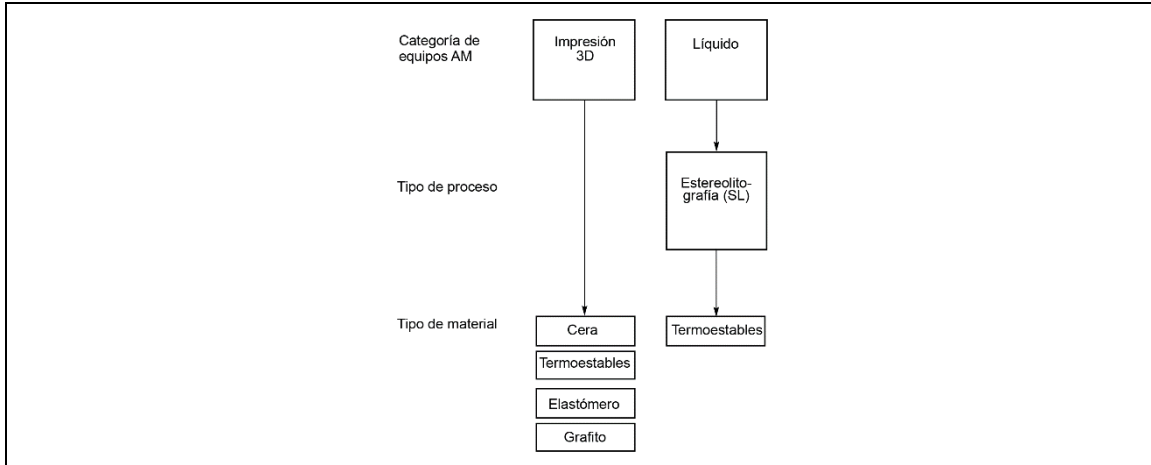 Categoría de
equipos AM
Impresión
3D
Líquido
Tipo de proceso
Estereolito-
grafía (SL)
Tipo de material
Cera
Termoestables
Termoestables
Elastómero
Grafito